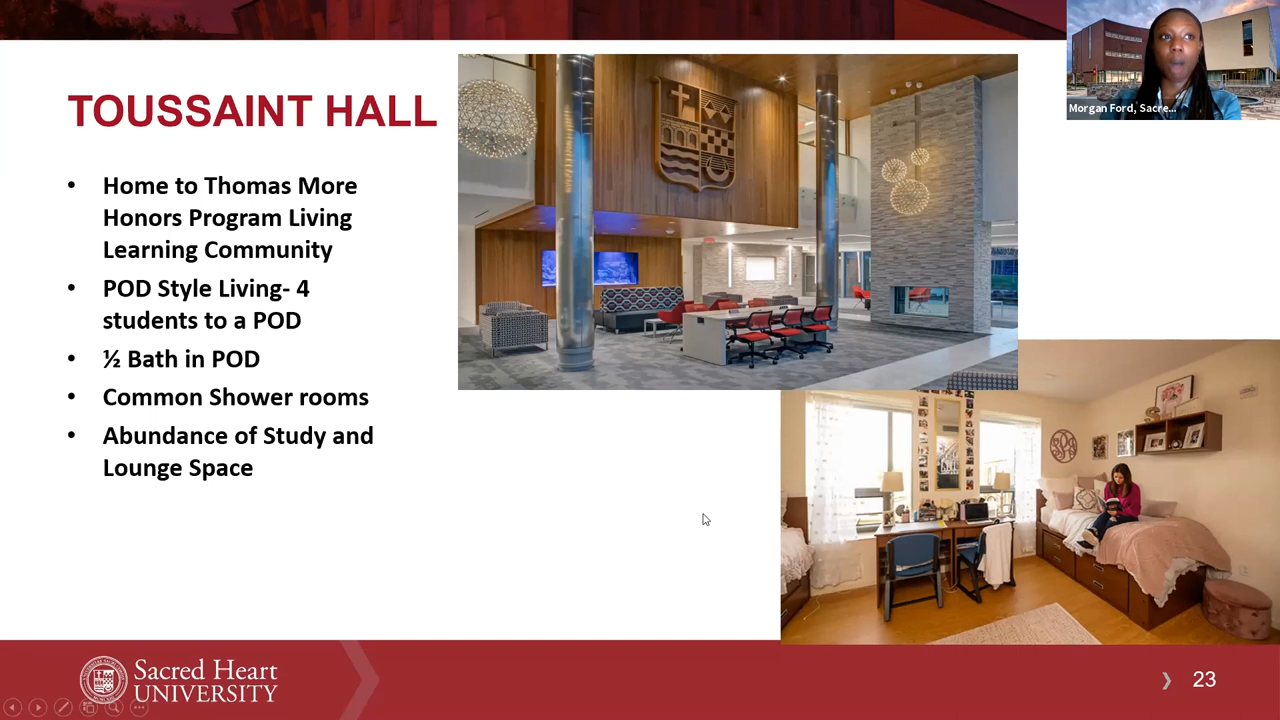 Morgan Ford, Sacre...
TOUSSAINT HALL
• Home to Thomas More
Honors Program Living
Learning Community
• POD Style Living- 4
students to a POD
• ½ Bath in POD
• Common Shower rooms
• Abundance of Study and
Lounge Space
Sacred Heart
UNIVERSITY
23